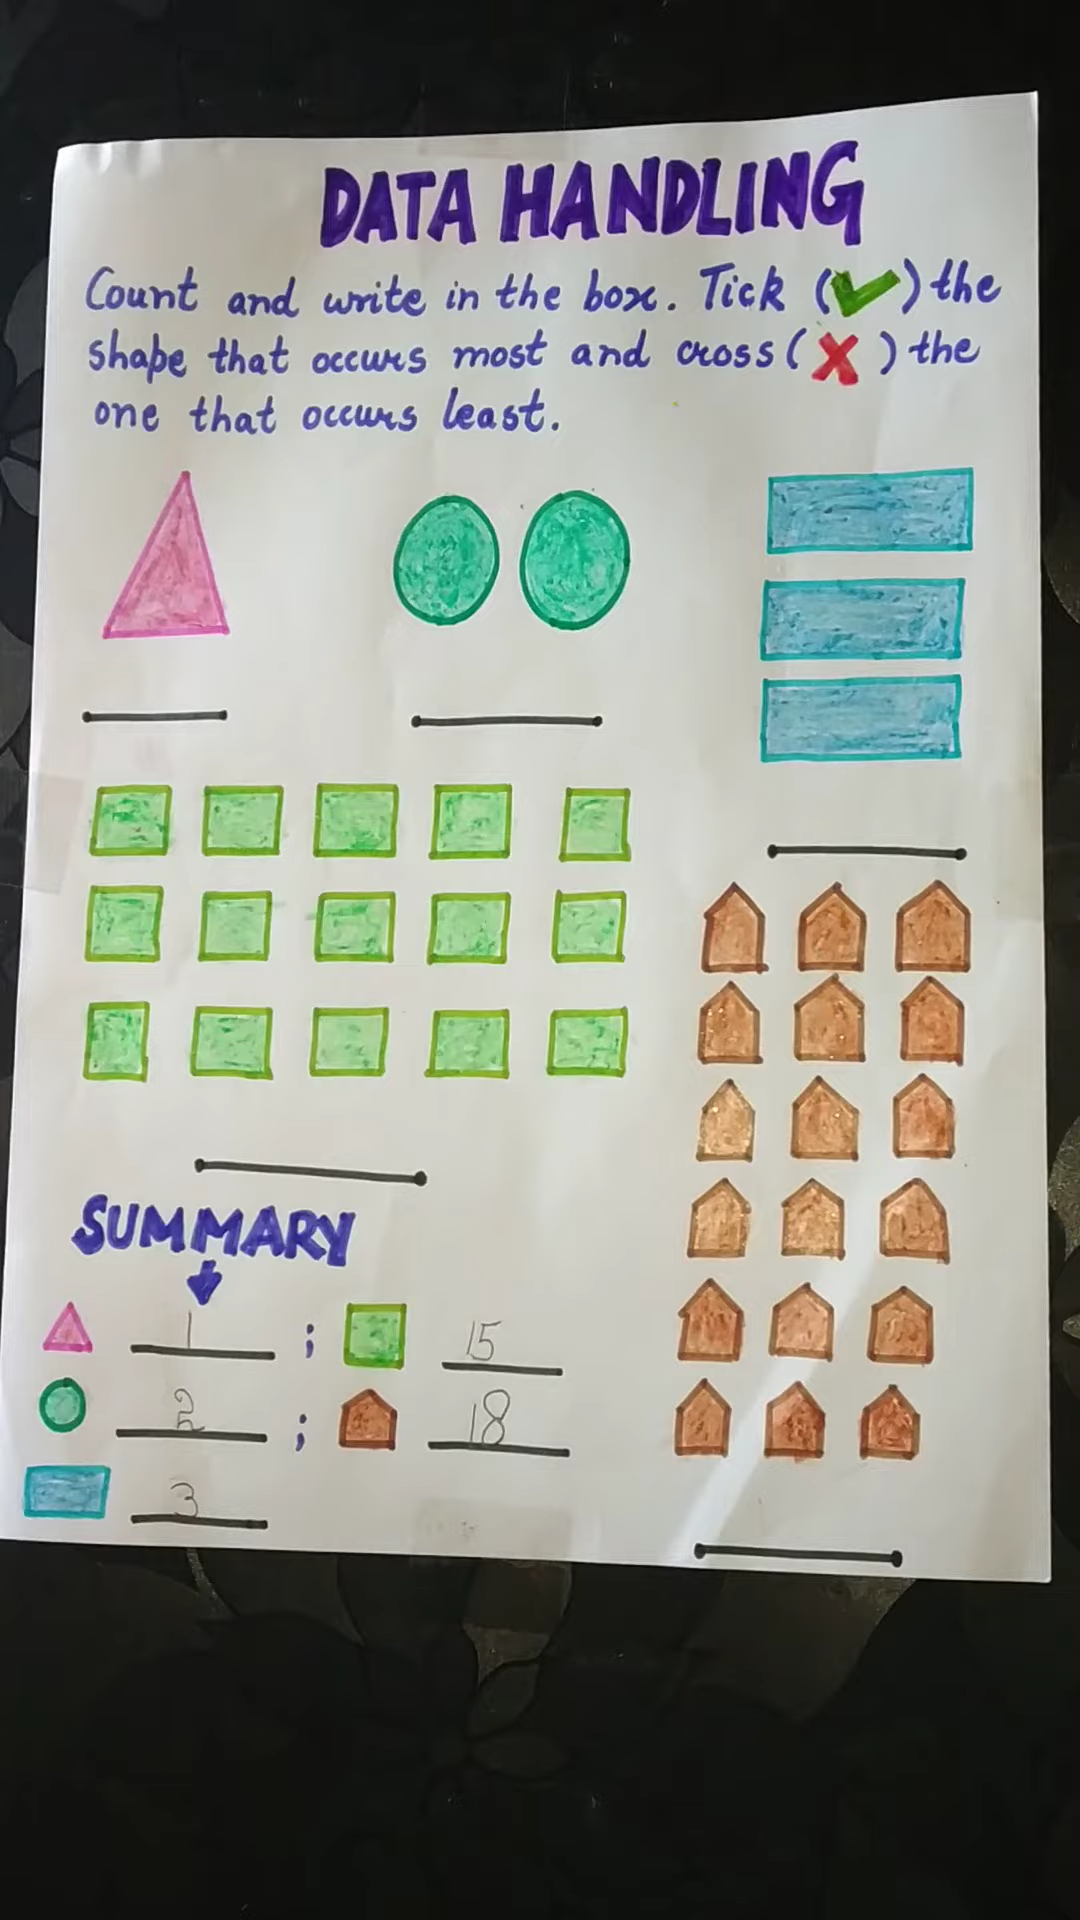 DATA HANDLING
Count and write in the box. Tick (✓) the
shape that occurs most and cross (X) the
one that occurs least.
SUMMARY
1 ; 15
2 ; 18
3